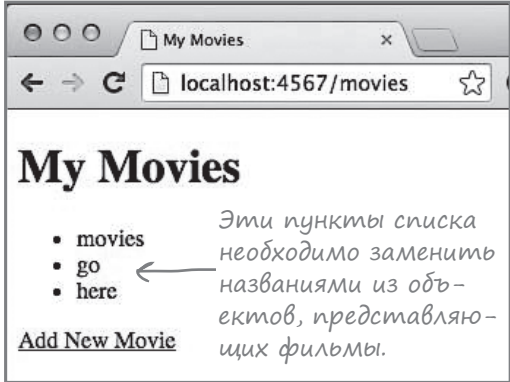 My Movies
localhost:4567/movies
My Movies
• movies
• go
• here
Add New Movie
Эти пункты списка
необходимо заменить
названиями из объ-
ектов, представляю-
щих фильмы.